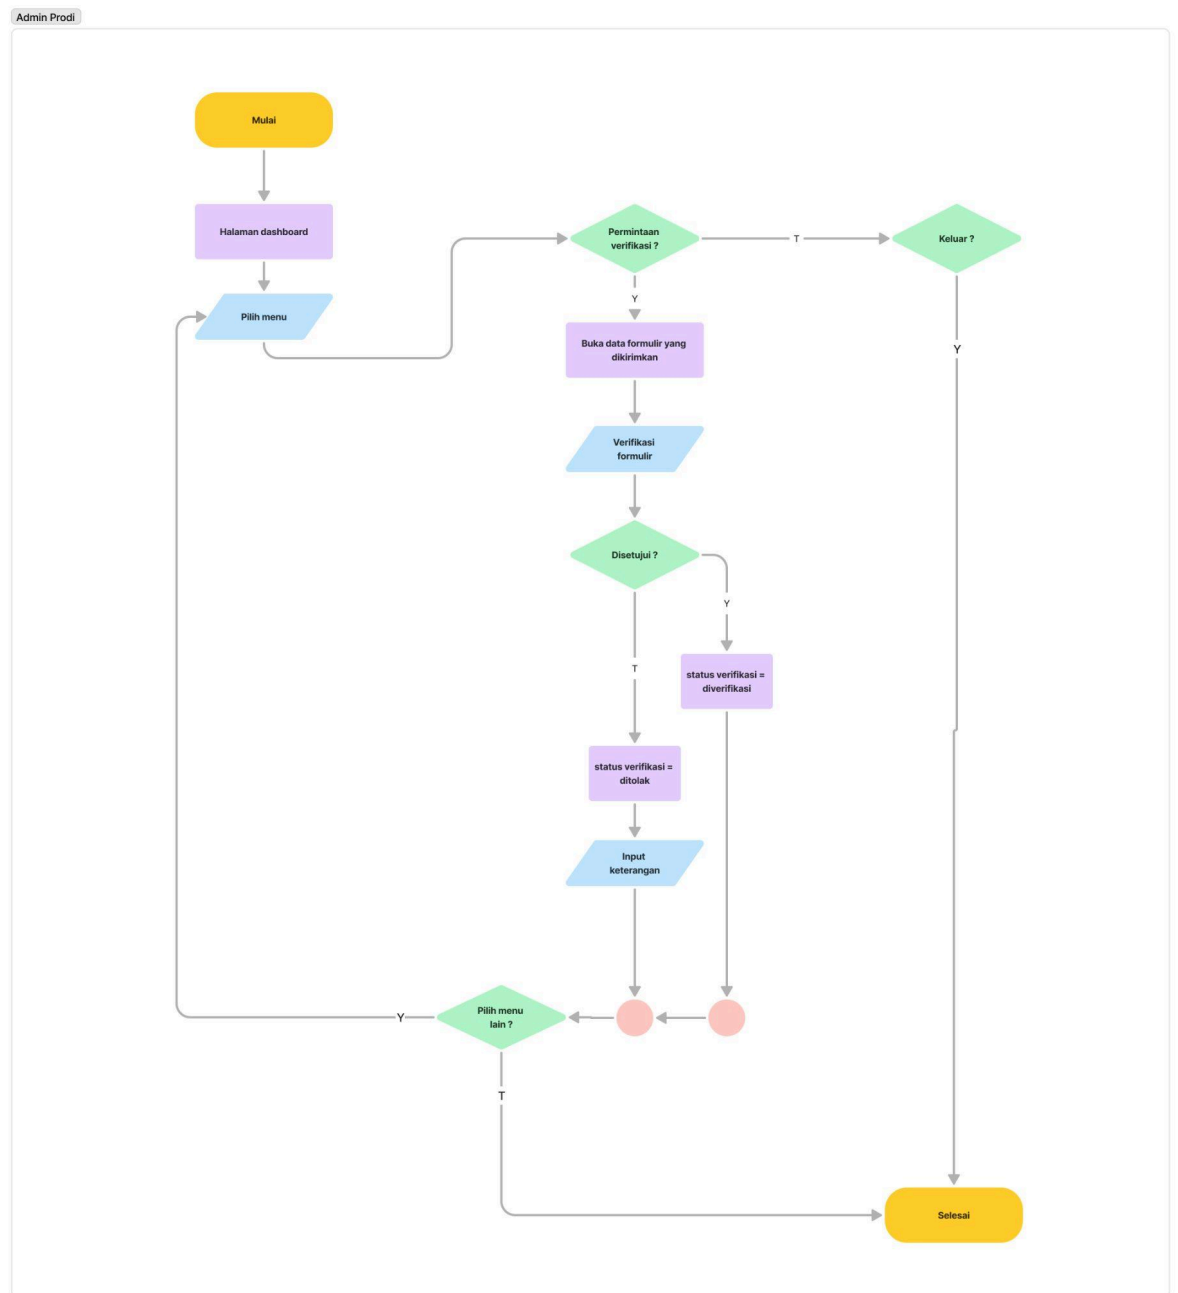 Admin Prodi
Mulai
Halaman dashboard
Pilih menu
Permintaan
verifikasi ?
T
Keluar ?
Y
Buka data formulir yang
dikirimkan
Y
Verifikasi
formulir
Disetujui ?
Y
T
status verifikasi =
diverifikasi
status verifikasi =
ditolak
Input
keterangan
Pilih menu
lain ?
Y
T
Selesai